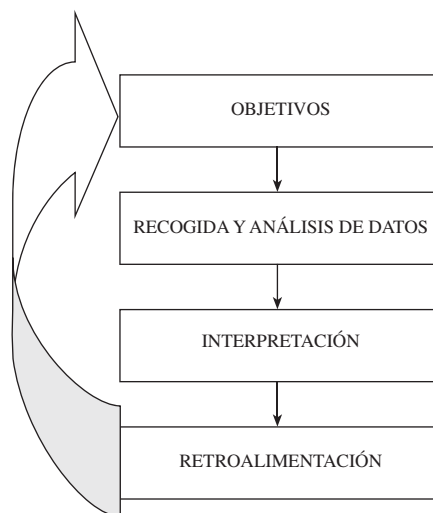 OBJETIVOS
RECOGIDA Y ANÁLISIS DE DATOS
INTERPRETACIÓN
RETROALIMENTACIÓN